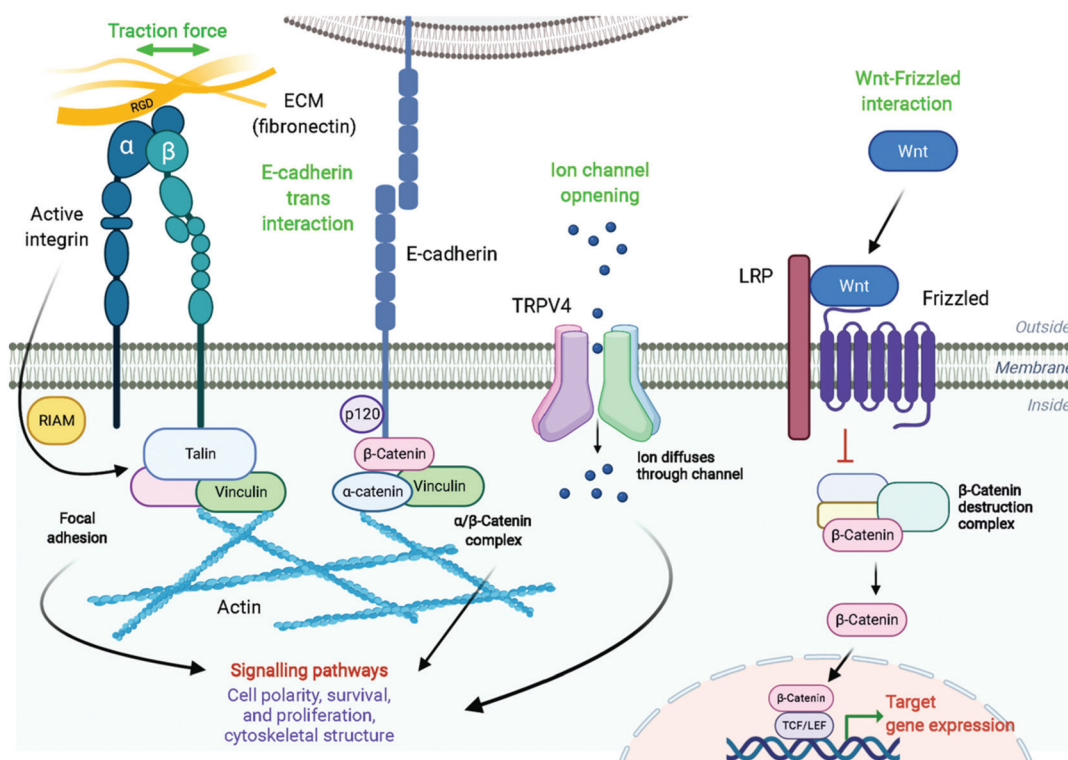 Traction force
RGD
ECM
(fibronectin)
α
β
Active
integrin
E-cadherin
trans
interaction
E-cadherin
Ion channel
opnening
TRPV4
Wnt-Frizzled
interaction
Wnt
LRP
Wnt
Frizzled
Outside
Membrane
Inside
RIAM
Talin
Vinculin
Focal
adhesion
p120
β-Catenin
α-catenin
Vinculin
α/β-Catenin
complex
Actin
Ion diffuses
through channel
β-Catenin
destruction
complex
β-Catenin
β-Catenin
Signalling pathways
Cell polarity, survival,
and proliferation,
cytoskeletal structure
β-Catenin
TCF/LEF
Target
gene expression